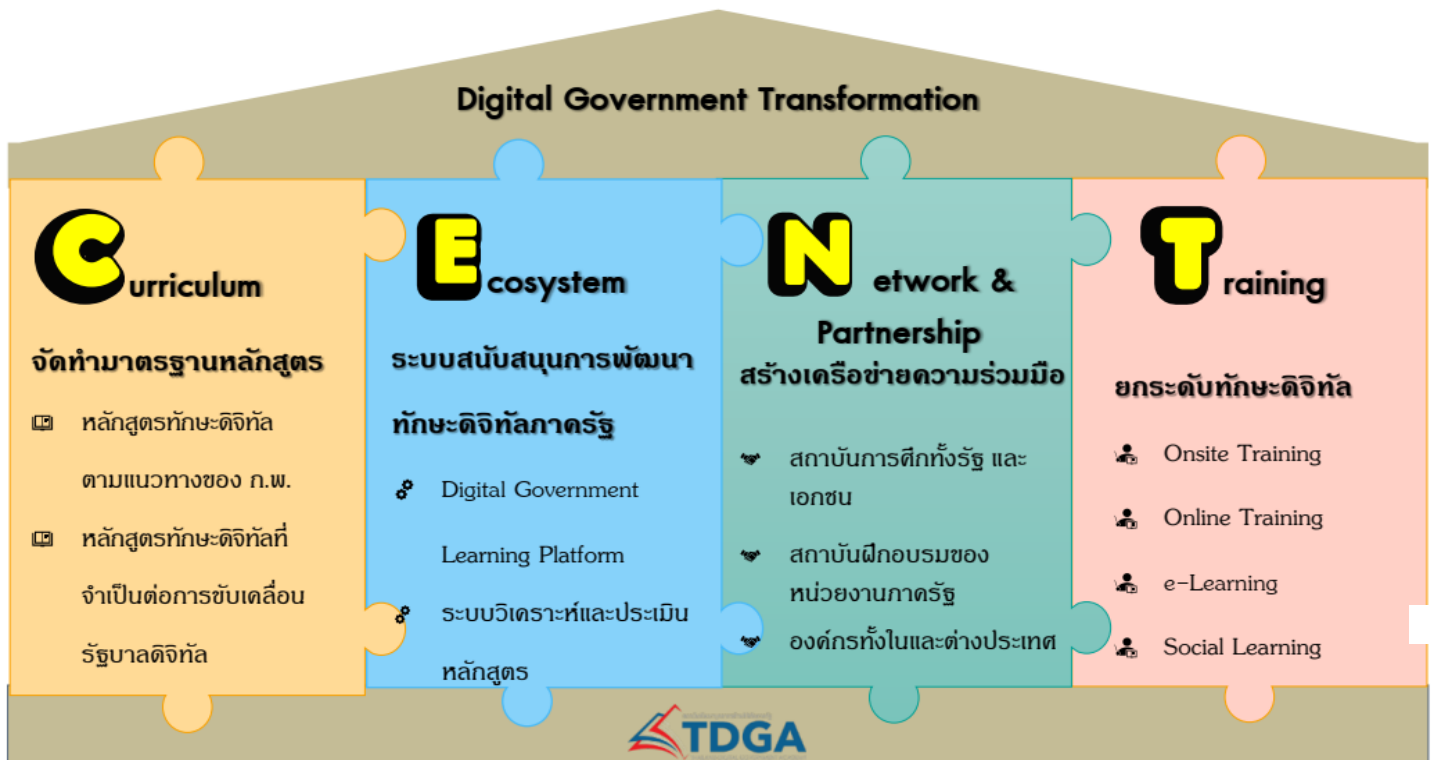 Digital Government Transformation
Curriculum
จัดทำมาตรฐานหลักสูตร
หลักสูตรทักษะดิจิทัล
ตามแนวทางของ ก.พ.
หลักสูตรทักษะดิจิทัลที่
จำเป็นต่อการขับเคลื่อน
รัฐบาลดิจิทัล
Ecosystem
ระบบสนับสนุนการพัฒนา
ทักษะดิจิทัลภาครัฐ
Digital Government
Learning Platform
ระบบวิเคราะห์และประเมิน
หลักสูตร
Network &
Partnership
สร้างเครือข่ายความร่วมมือ
สถาบันการศึกทั้งรัฐ และ
เอกชน
สถาบันฝึกอบรมของ
หน่วยงานภาครัฐ
องค์กรทั้งในและต่างประเทศ
Training
ยกระดับทักษะดิจิทัล
Onsite Training
Online Training
e-Learning
Social Learning
TDGA